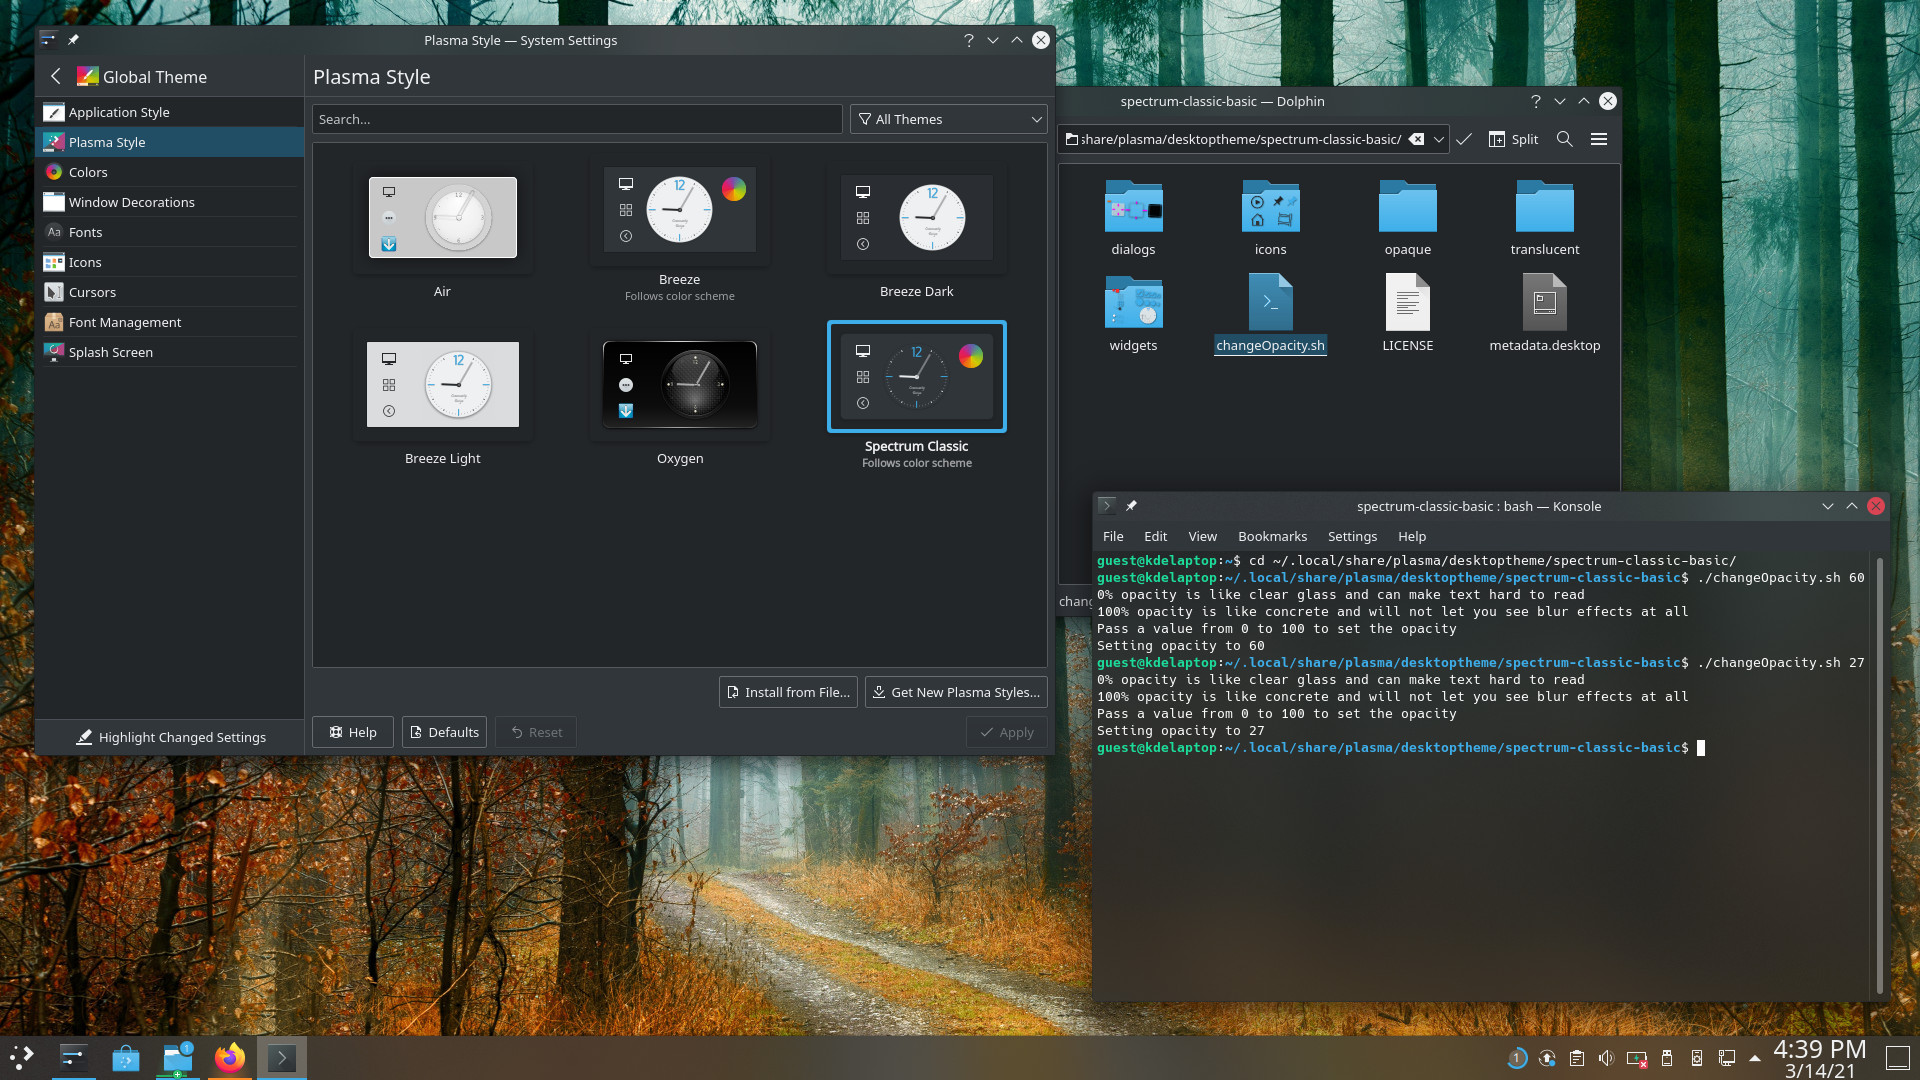 Plasma Style — System Settings
Global Theme
Plasma Style
Application Style
Plasma Style
Colors
Window Decorations
Fonts
Icons
Cursors
Font Management
Splash Screen
Highlight Changed Settings
Search...
All Themes
Air
12
Breeze
Follows color scheme
12
Breeze Dark
12
Breeze Light
Oxygen
12
Spectrum Classic
Follows color scheme
Install from File...
Get New Plasma Styles...
Help
Defaults
Reset
Apply
spectrum-classic-basic — Dolphin
share/plasma/desktoptheme/spectrum-classic-basic/
Split
dialogs
icons
opaque
translucent
widgets
changeOpacity.sh
LICENSE
metadata.desktop
chang
spectrum-classic-basic : bash — Konsole
File Edit View Bookmarks Settings Help
guest@kdelaptop:~$ cd ~/.local/share/plasma/desktoptheme/spectrum-classic-basic/
guest@kdelaptop:~/.local/share/plasma/desktoptheme/spectrum-classic-basic$ ./changeOpacity.sh 60
0% opacity is like clear glass and can make text hard to read
100% opacity is like concrete and will not let you see blur effects at all
Pass a value from 0 to 100 to set the opacity
Setting opacity to 60
guest@kdelaptop:~/.local/share/plasma/desktoptheme/spectrum-classic-basic$ ./changeOpacity.sh 27
0% opacity is like clear glass and can make text hard to read
100% opacity is like concrete and will not let you see blur effects at all
Pass a value from 0 to 100 to set the opacity
Setting opacity to 27
guest@kdelaptop:~/.local/share/plasma/desktoptheme/spectrum-classic-basic$
1
1
4:39 PM
3/14/21